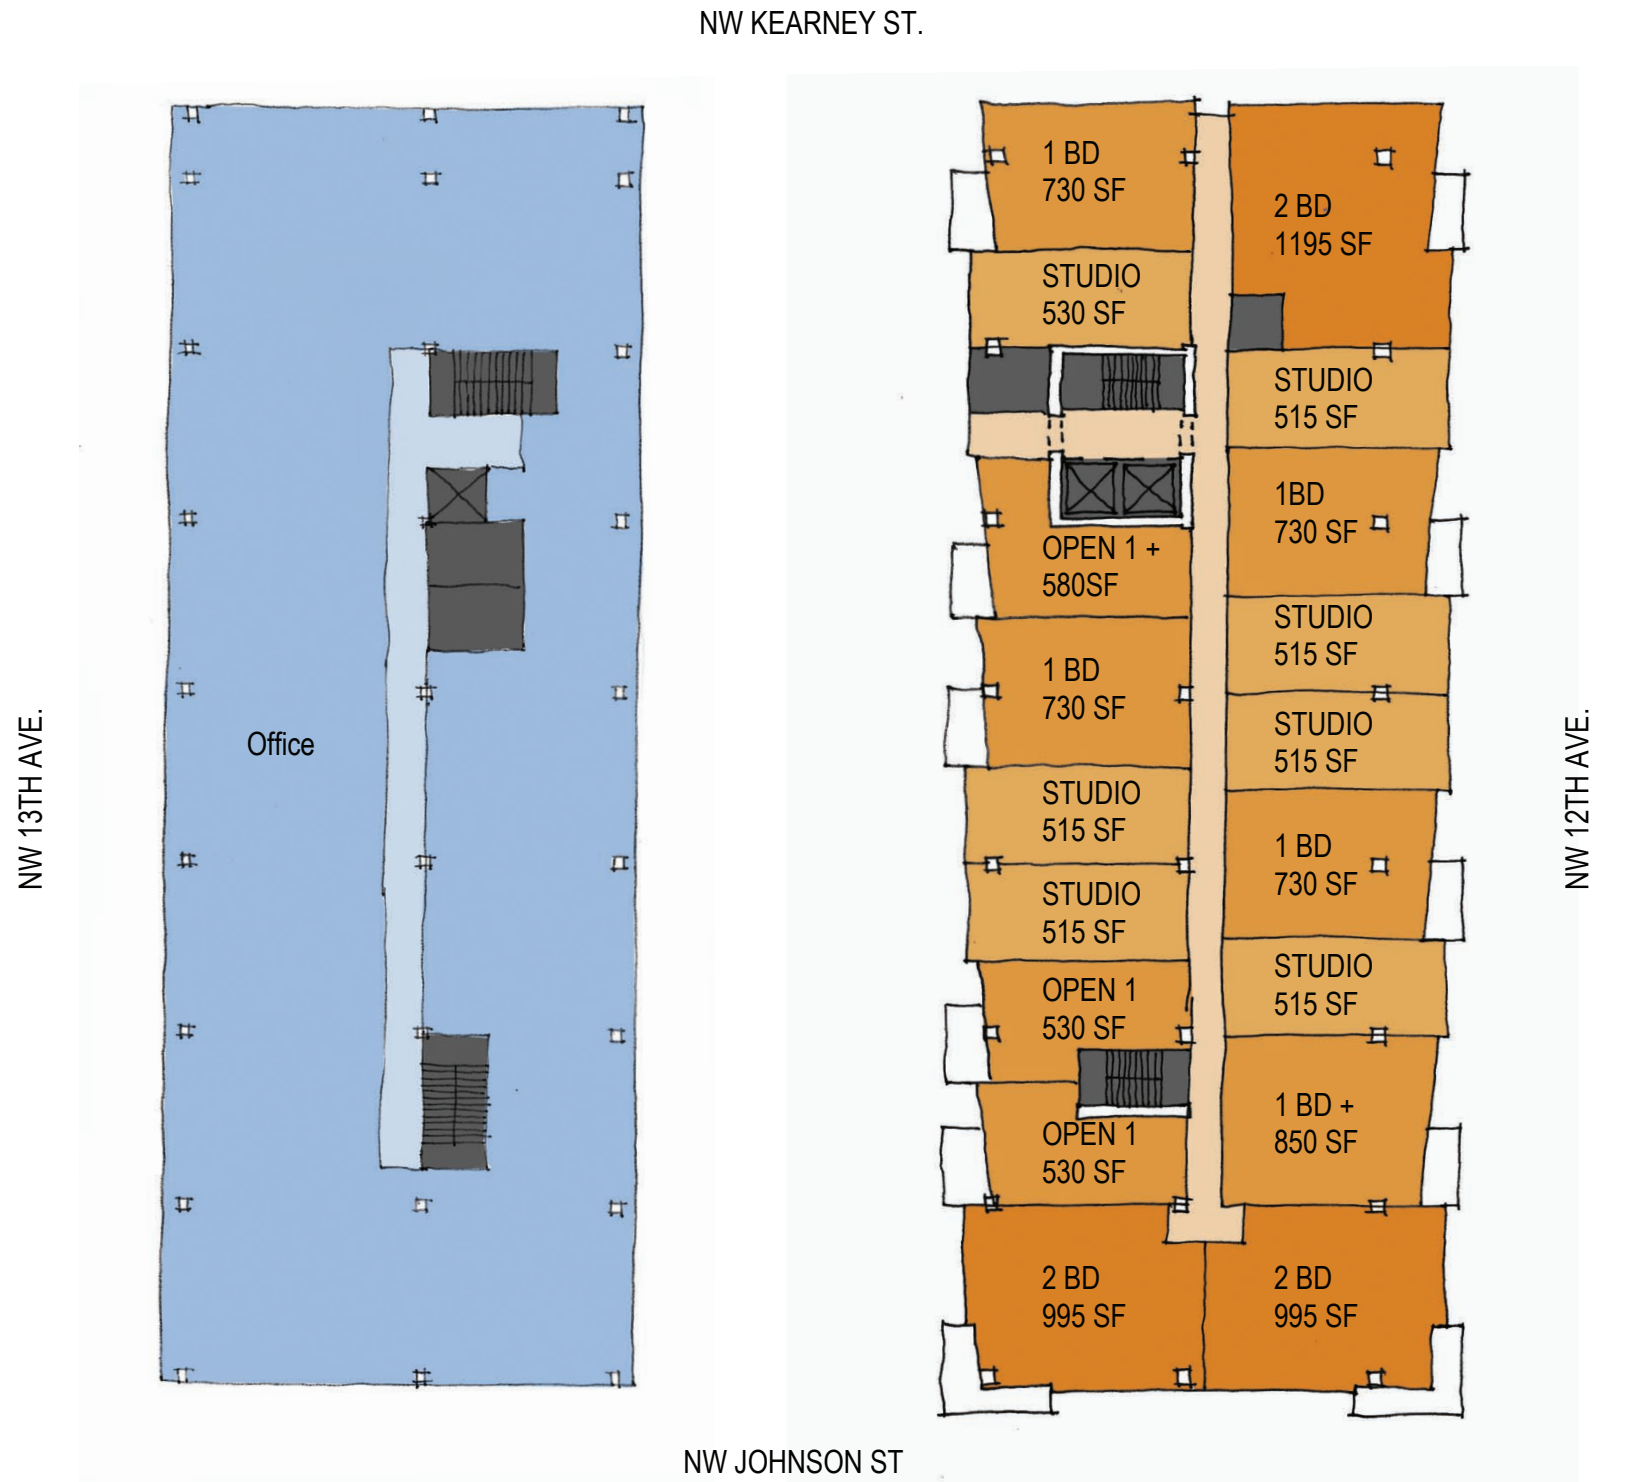 NW KEARNEY ST.
NW 13TH AVE.
Office
1 BD
730 SF
STUDIO
530 SF
OPEN 1 +
580SF
1 BD
730 SF
STUDIO
515 SF
STUDIO
515 SF
OPEN 1
530 SF
OPEN 1
530 SF
2 BD
995 SF
2 BD
1195 SF
STUDIO
515 SF
1BD
730 SF
STUDIO
515 SF
STUDIO
515 SF
1 BD
730 SF
STUDIO
515 SF
1 BD +
850 SF
2 BD
995 SF
NW 12TH AVE.
NW JOHNSON ST